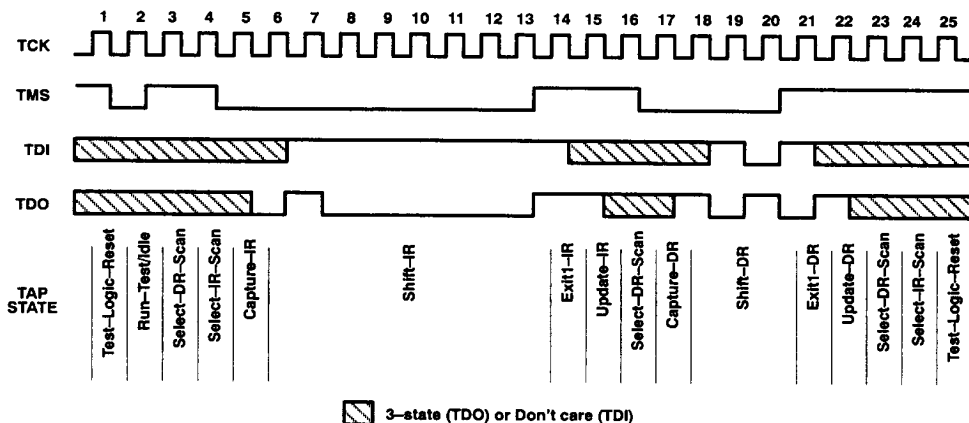 1 2 3 4 5 6 7 8 9 10 11 12 13 14 15 16 17 18 19 20 21 22 23 24 25
TCK
TMS
TDI
TDO
TAP
STATE
Test–Logic–Reset
Run–Test/Idle
Select–DR–Scan
Select–IR–Scan
Capture–IR
Shift–IR
Exit1–IR
Update–IR
Select–DR–Scan
Capture–DR
Shift–DR
Exit1–DR
Update–DR
Select–DR–Scan
Select–IR–Scan
Test–Logic–Reset
3–state (TDO) or Don't care (TDI)